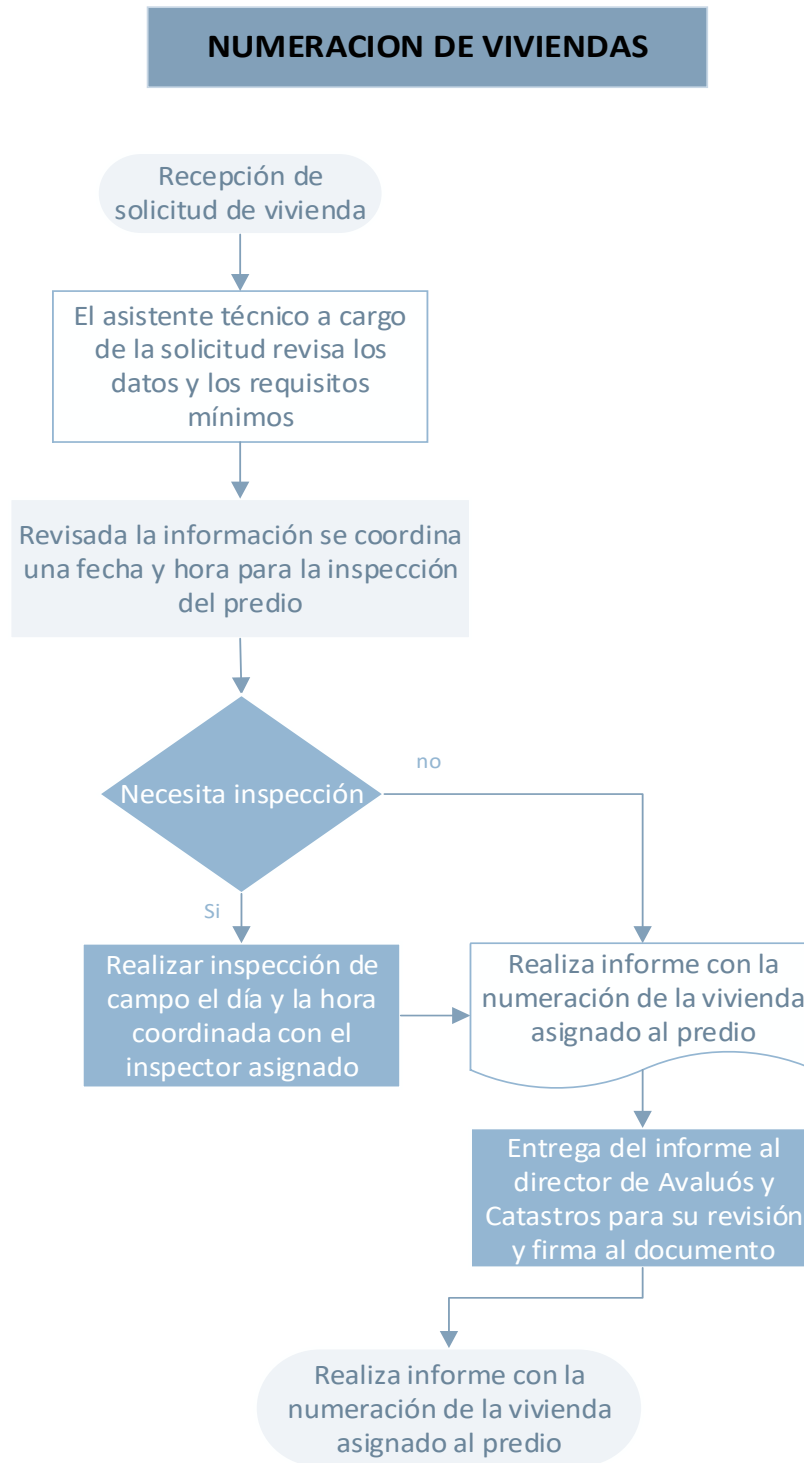 NUMERACION DE VIVIENDAS
Recepción de
solicitud de vivienda
El asistente técnico a cargo
de la solicitud revisa los
datos y los requisitos
mínimos
Revisada la información se coordina
una fecha y hora para la inspección
del predio
Necesita inspección
no
Si
Realizar inspección de
campo el día y la hora
coordinada con el
inspector asignado
Realiza informe con la
numeración de la vivienda
asignado al predio
Entrega del informe al
director de Avaluós y
Catastros para su revisión
y firma al documento
Realiza informe con la
numeración de la vivienda
asignado al predio